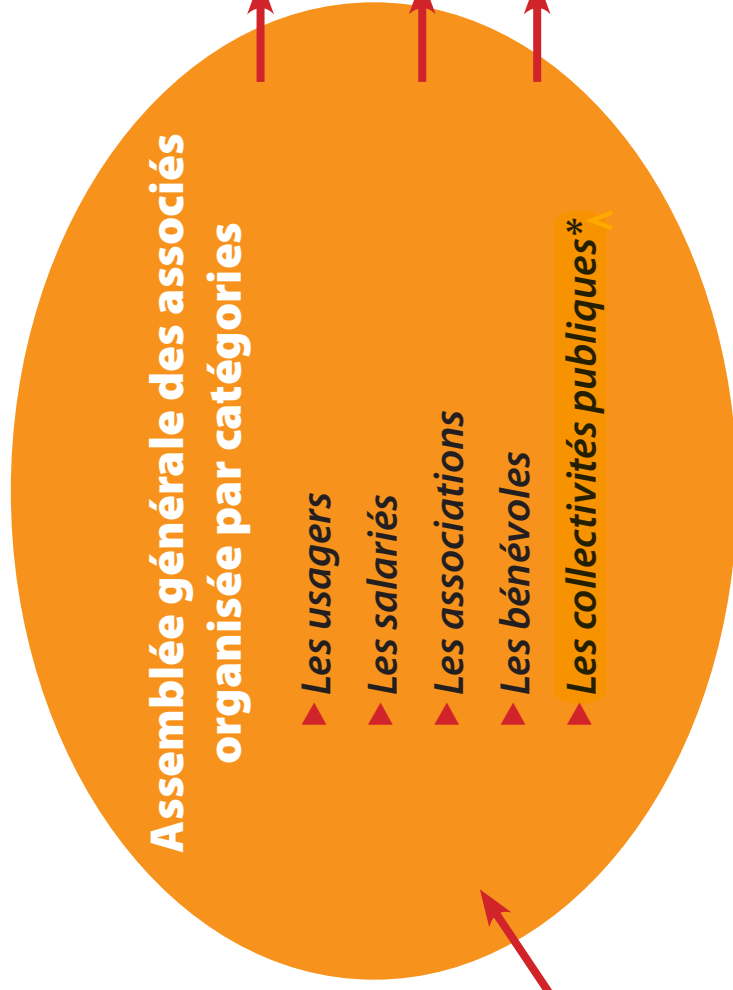 Assemblée générale des associés
organisée par catégories
Les usagers
Les salariés
Les associations
Les bénévoles
Les collectivités publiques*